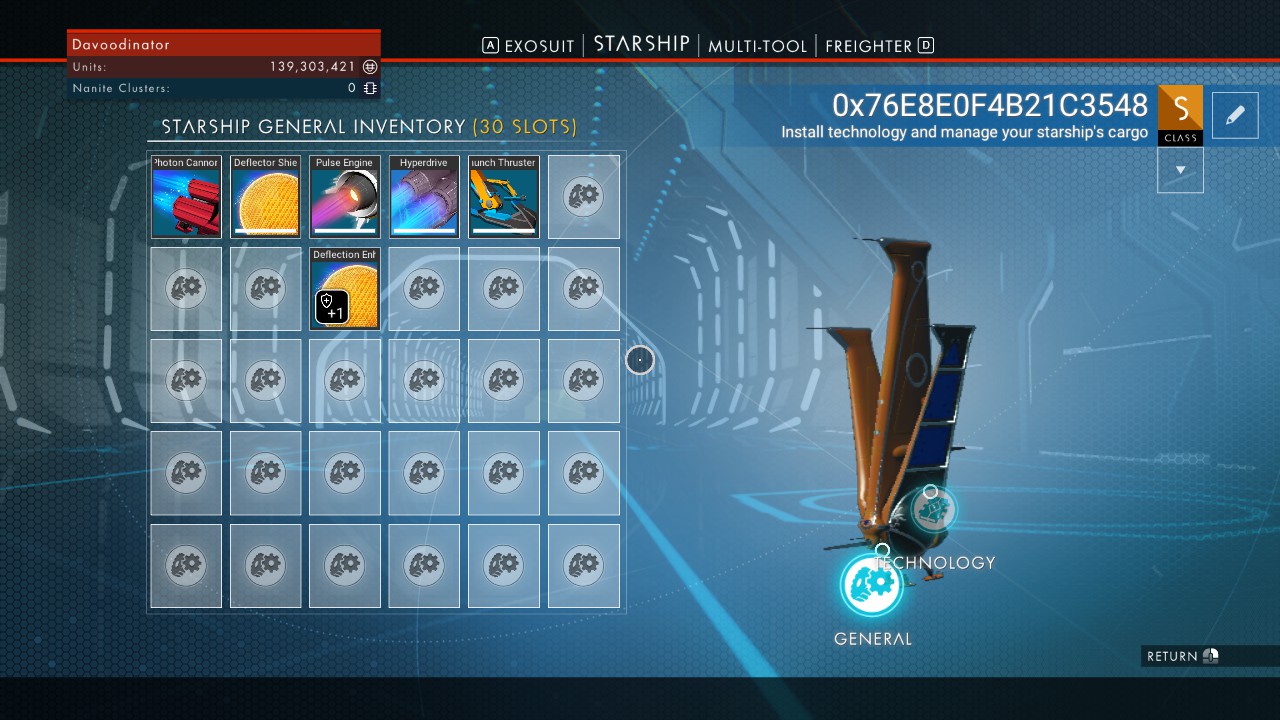 Davoodinator
Units: 139,303,421
Nanite Clusters: 0
A EXOSUIT STARSHIP MULTI-TOOL FREIGHTER D
0x76E8E0F4B21C3548
Install technology and manage your starship's cargo
S
CLASS
STARSHIP GENERAL INVENTORY (30 SLOTS)
Photon Cannor Deflector Shie Pulse Engine Hyperdrive unch Thruster
Deflection Enh
+1
TECHNOLOGY
GENERAL
RETURN